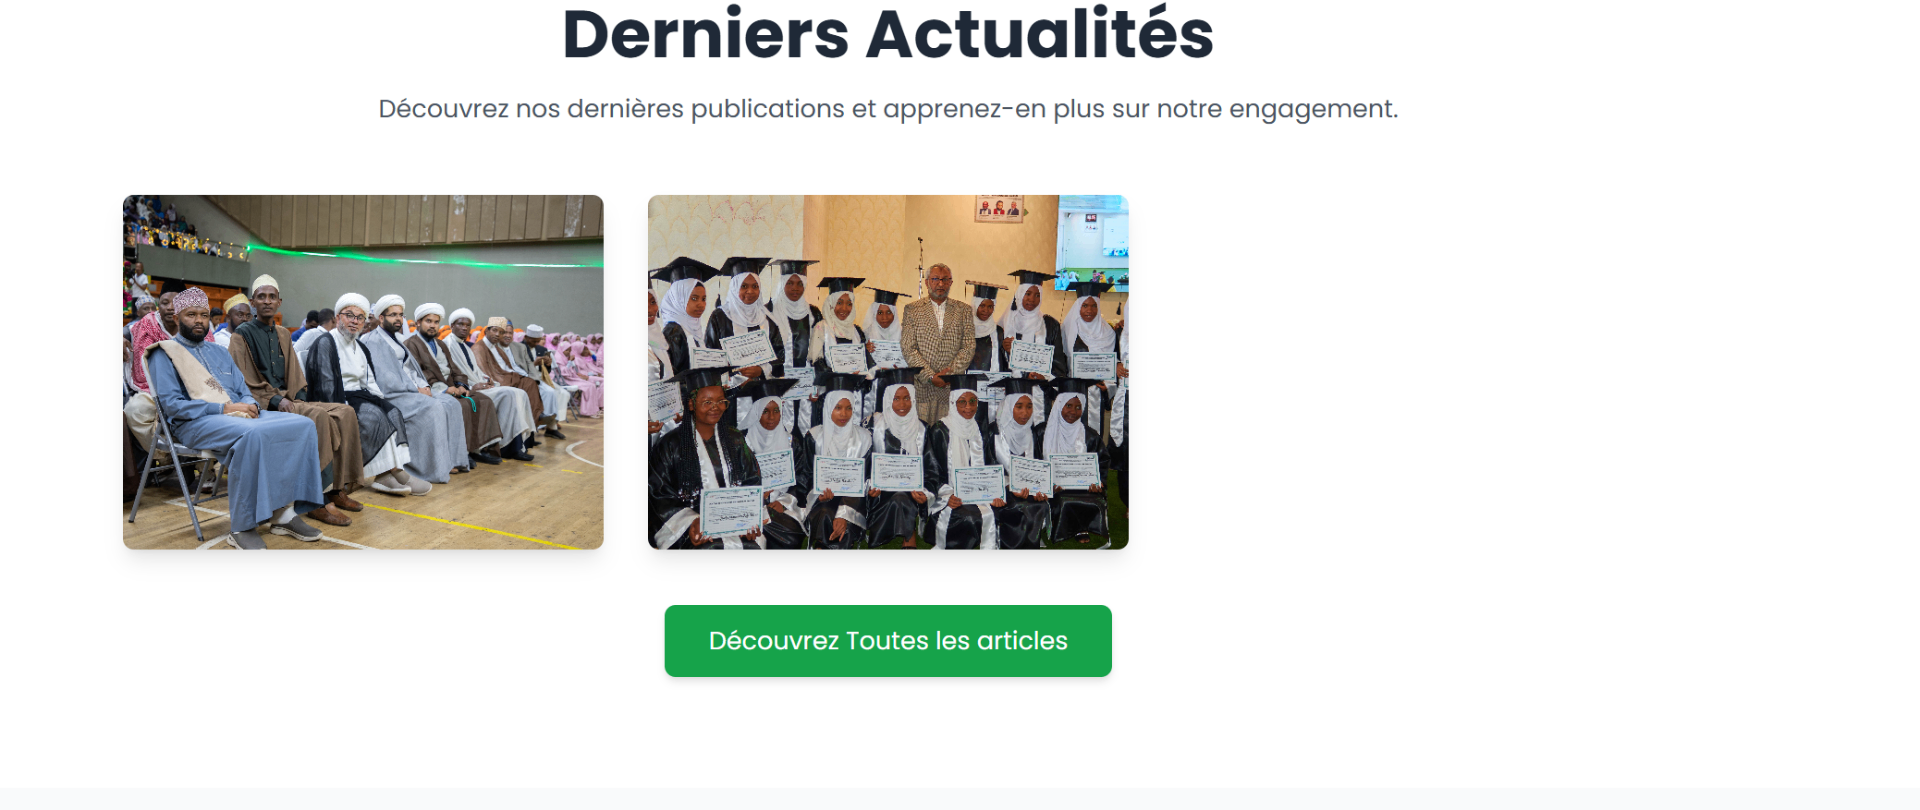 Derniers Actualités
Découvrez nos dernières publications et apprenez-en plus sur notre engagement.
Découvrez Toutes les articles